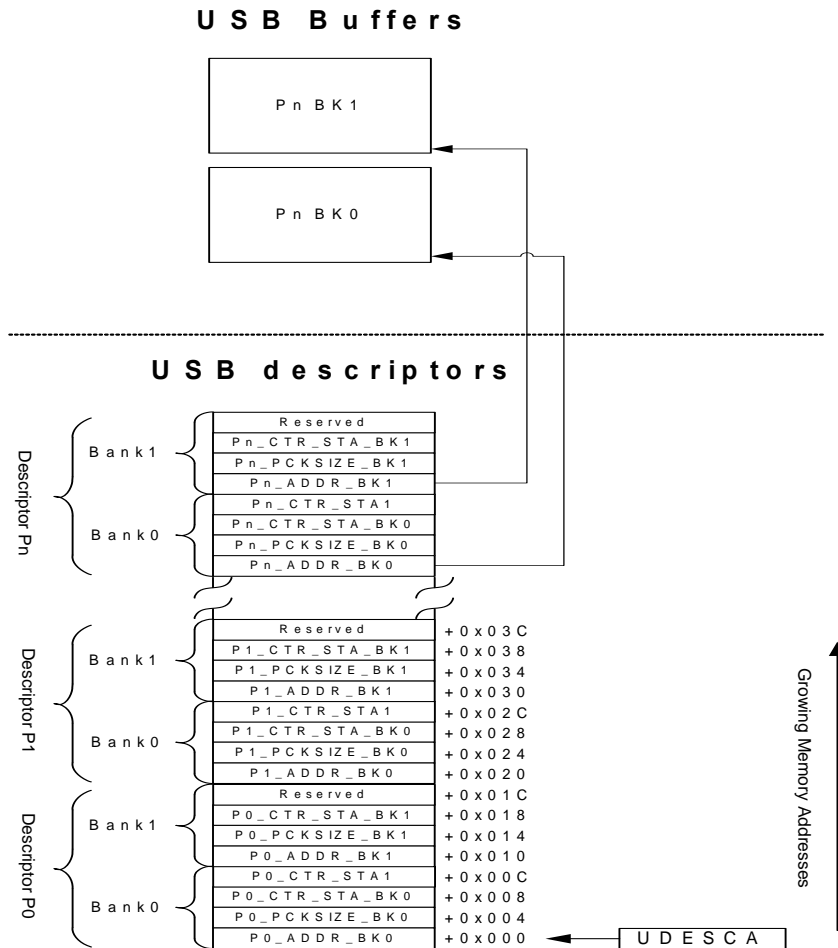 USB Buffers
Pn BK1
Pn BK0
USB descriptors
Descriptor Pn
Bank1
Reserved
Pn_CTR_STA_BK1
Pn_PCKSIZE_BK1
Pn_ADDR_BK1
Bank0
Pn_CTR_STA1
Pn_CTR_STA_BK0
Pn_PCKSIZE_BK0
Pn_ADDR_BK0
Descriptor P1
Bank1
Reserved +0x03C
P1_CTR_STA_BK1 +0x038
P1_PCKSIZE_BK1 +0x034
P1_ADDR_BK1 +0x030
Bank0
P1_CTR_STA1 +0x02C
P1_CTR_STA_BK0 +0x028
P1_PCKSIZE_BK0 +0x024
P1_ADDR_BK0 +0x020
Descriptor P0
Bank1
Reserved +0x01C
P0_CTR_STA_BK1 +0x018
P0_PCKSIZE_BK1 +0x014
P0_ADDR_BK1 +0x010
Bank0
P0_CTR_STA1 +0x00C
P0_CTR_STA_BK0 +0x008
P0_PCKSIZE_BK0 +0x004
P0_ADDR_BK0 +0x000
UDESCA
Growing Memory Addresses